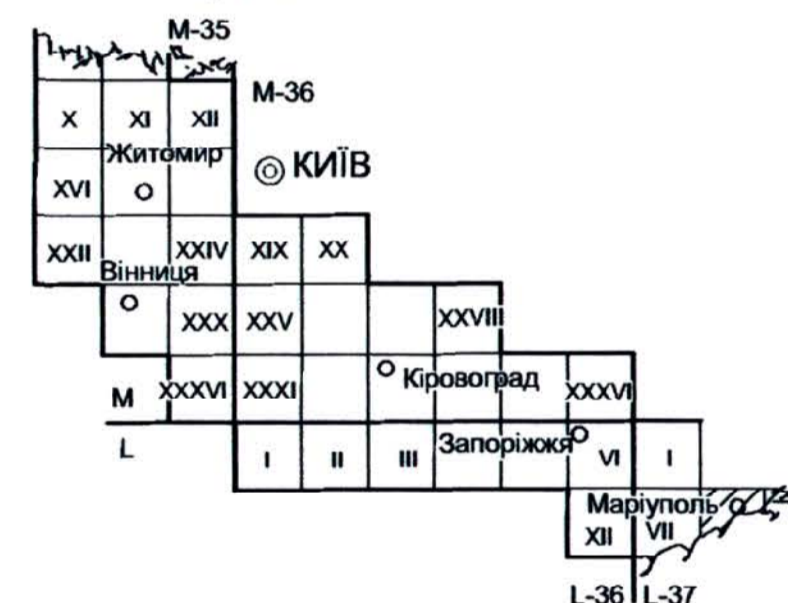 M-35
M-36
X XI XII
Житомир
КИЇВ
XVI
XXII XXIV XIX XX
Вінниця
XXX XXV XXVIII
Кіровоград
M XXXVI XXXI XXXVI
L
I II III Запоріжжя VI I
Маріуполь
XII VII
L-36 L-37